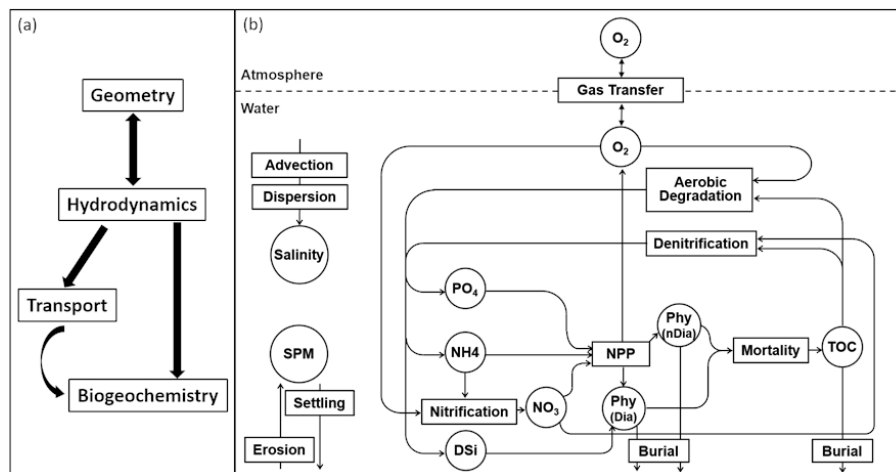 (a)
Geometry
Hydrodynamics
Transport
Biogeochemistry
(b)
O₂
Atmosphere
Gas Transfer
Water
O₂
Advection
Dispersion
Salinity
Aerobic
Degradation
Denitrification
PO₄
Phy
(nDia)
SPM
NH4
NPP
Mortality
TOC
Settling
Nitrification
NO₃
Phy
(Dia)
Erosion
DSi
Burial
Burial